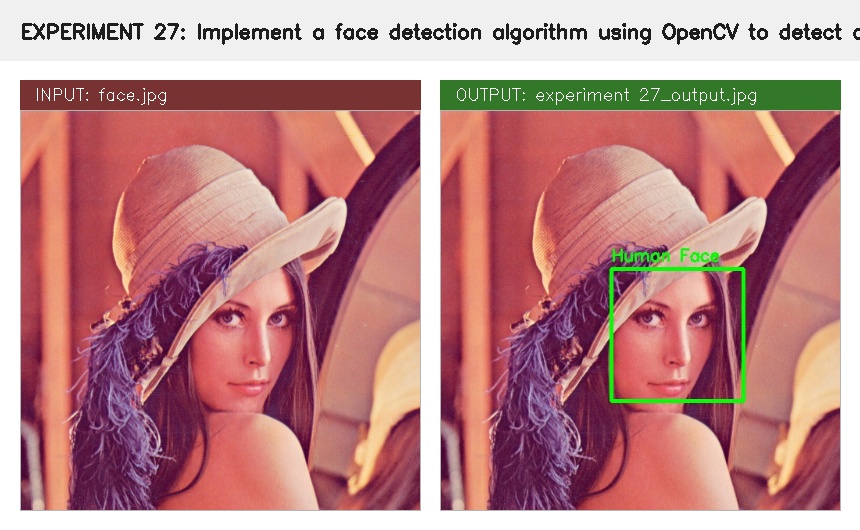 EXPERIMENT 27: Implement a face detection algorithm using OpenCV to detect
INPUT: face.jpg
OUTPUT: experiment 27_output.jpg
Human Face